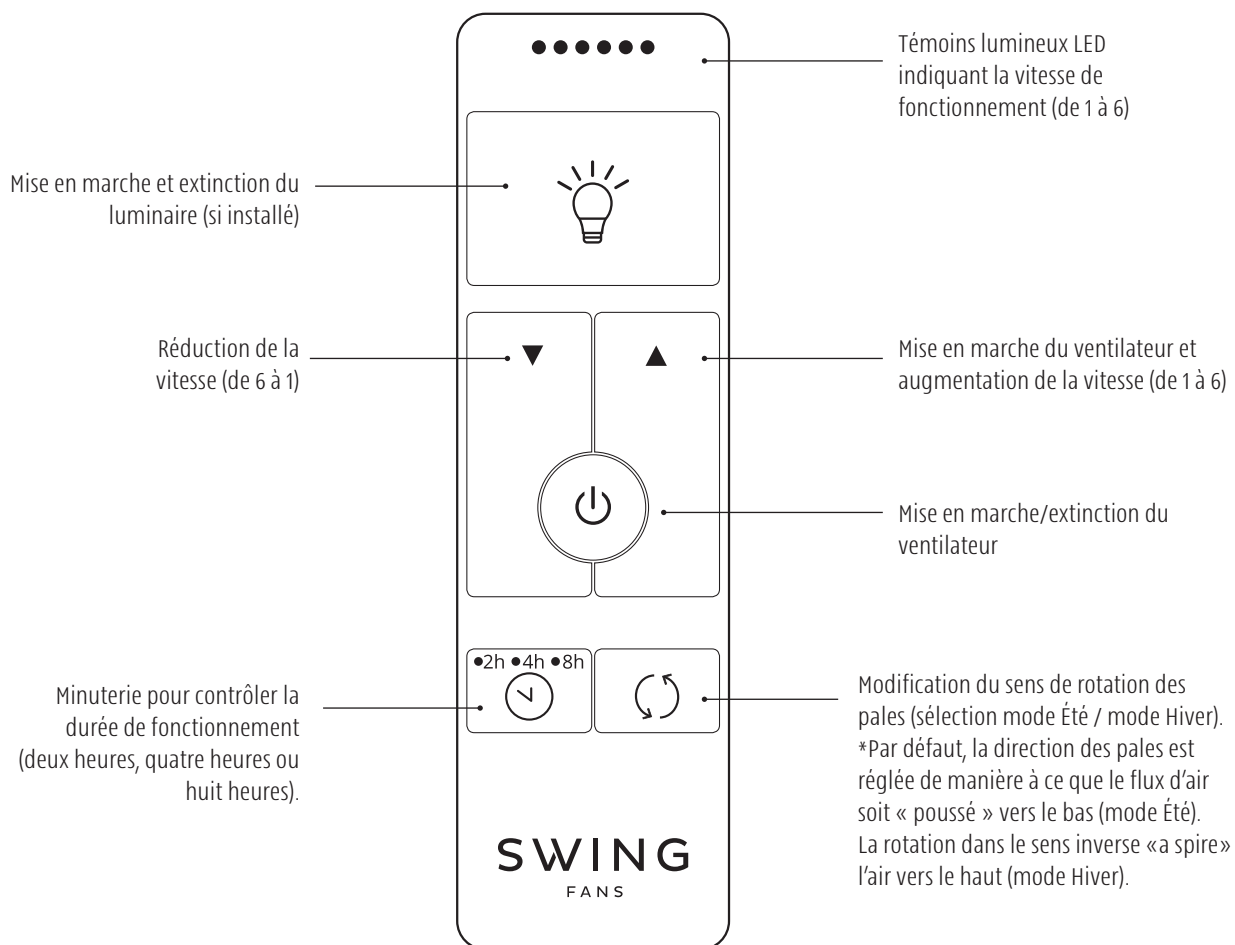 Témoins lumineux LED
indiquant la vitesse de
fonctionnement (de 1 à 6)
Mise en marche et extinction du
luminaire (si installé)
Réduction de la
vitesse (de 6 à 1)
Mise en marche du ventilateur et
augmentation de la vitesse (de 1 à 6)
Mise en marche/extinction du
ventilateur
•2h •4h •8h
Minuterie pour contrôler la
durée de fonctionnement
(deux heures, quatre heures ou
huit heures).
Modification du sens de rotation des
pales (sélection mode Été / mode Hiver).
*Par défaut, la direction des pales est
réglée de manière à ce que le flux d’air
soit « poussé » vers le bas (mode Été).
La rotation dans le sens inverse «a spire»
l’air vers le haut (mode Hiver).
SWING
FANS